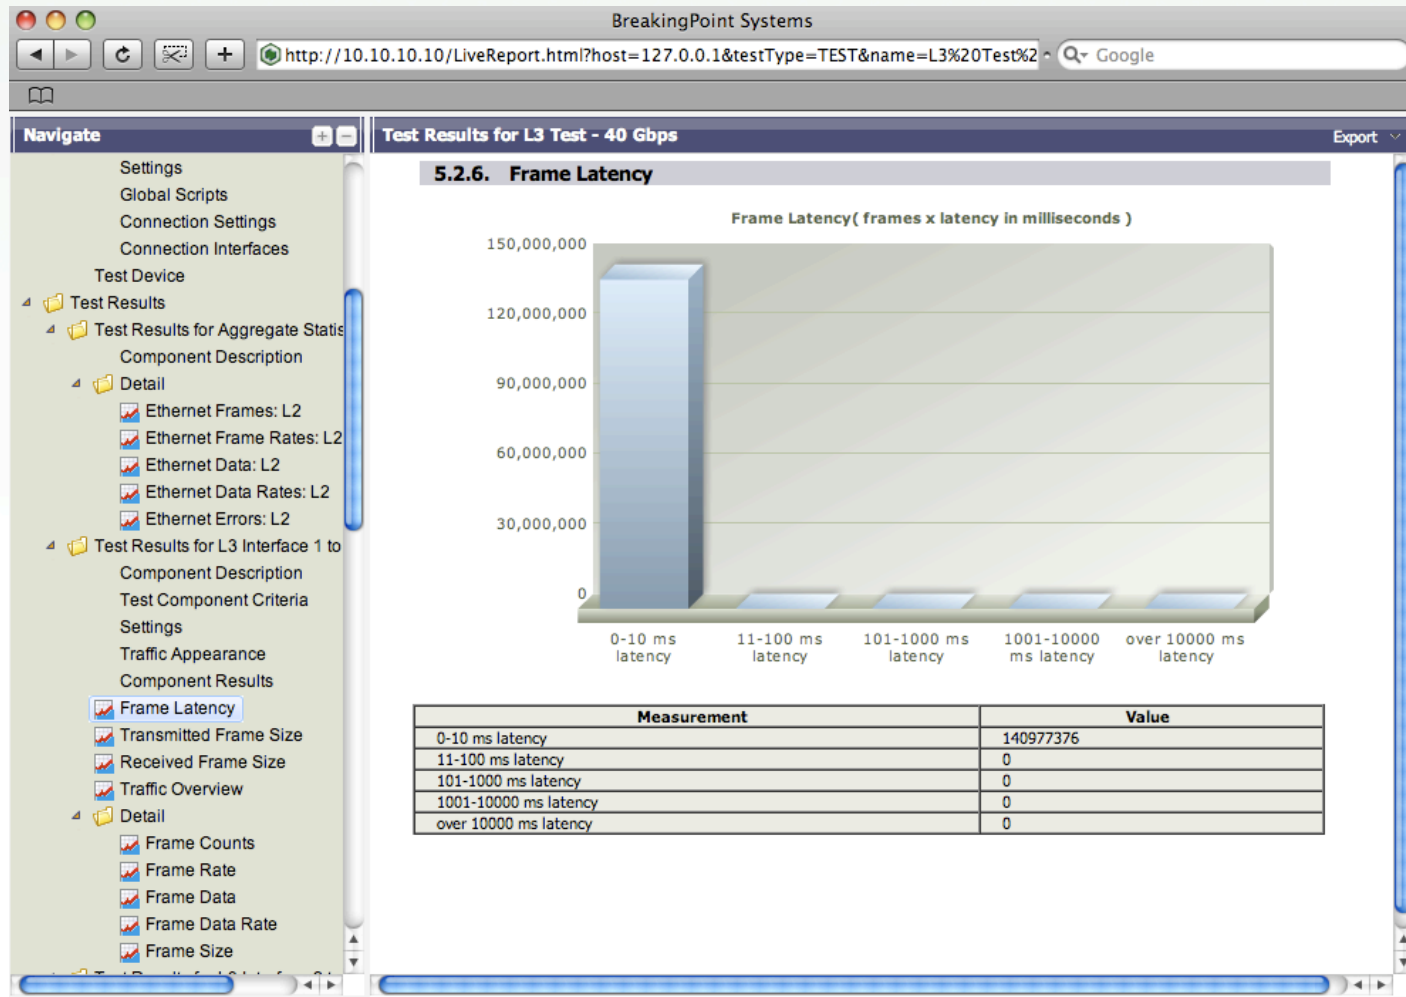 BreakingPoint Systems
http://10.10.10.10/LiveReport.html?host=127.0.0.1&testType=TEST&name=L3%20Test%2
Google
Navigate
Settings
Global Scripts
Connection Settings
Connection Interfaces
Test Device
Test Results
Test Results for Aggregate Statis
Component Description
Detail
Ethernet Frames: L2
Ethernet Frame Rates: L2
Ethernet Data: L2
Ethernet Data Rates: L2
Ethernet Errors: L2
Test Results for L3 Interface 1 to
Component Description
Test Component Criteria
Settings
Traffic Appearance
Component Results
Frame Latency
Transmitted Frame Size
Received Frame Size
Traffic Overview
Detail
Frame Counts
Frame Rate
Frame Data
Frame Data Rate
Frame Size
Test Results for L3 Test - 40 Gbps
Export
5.2.6. Frame Latency
Frame Latency( frames x latency in milliseconds )
150,000,000
120,000,000
90,000,000
60,000,000
30,000,000
0
0-10 ms latency
11-100 ms latency
101-1000 ms latency
1001-10000 ms latency
over 10000 ms latency
Measurement Value
0-10 ms latency 140977376
11-100 ms latency 0
101-1000 ms latency 0
1001-10000 ms latency 0
over 10000 ms latency 0